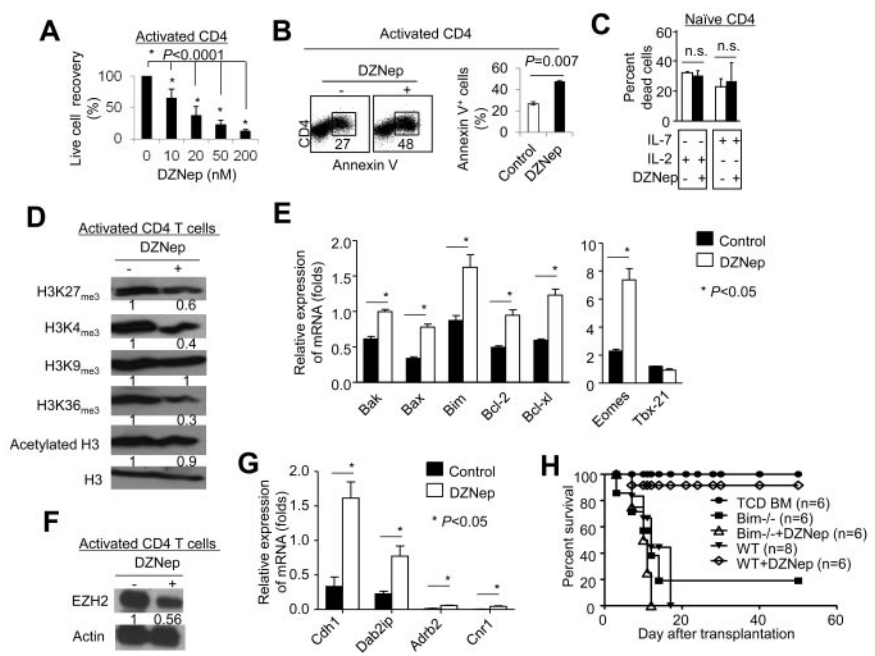 A
Activated CD4
* P<0.0001
* * * *
Live cell recovery
(%)
100
50
0
0 10 20 50 200
DZNep (nM)
B
Activated CD4
DZNep
- +
CD4
27 48
Annexin V
P=0.007
Annexin V+ cells
(%)
60
40
20
0
Control
DZNep
C
Naïve CD4
n.s. n.s.
Percent
dead cells
60
40
20
0
IL-7 - - + +
IL-2 + + - -
DZNep - + - +
D
Activated CD4 T cells
DZNep
- +
H3K27me3
1 0.6
H3K4me3
1 0.4
H3K9me3
1 1
H3K36me3
1 0.3
Acetylated H3
1 0.9
H3
E
Relative expression
of mRNA (folds)
2.0
1.5
1.0
0.5
0.0
* * * * *
Bak
Bax
Bim
Bcl-2
Bcl-xl
10
8
6
4
2
0
*
Eomes
Tbx-21
Control
DZNep
* P<0.05
F
Activated CD4 T cells
DZNep
- +
EZH2
1 0.56
Actin
G
Relative expression
of mRNA (folds)
2.0
1.5
1.0
0.5
0.0
* * * *
Cdh1
Dab2ip
Adrb2
Cnr1
Control
DZNep
* P<0.05
H
Percent survival
100
80
60
40
20
0
0 20 40 60
Day after transplantation
TCD BM (n=6)
Bim-/- (n=6)
Bim-/-+DZNep (n=6)
WT (n=8)
WT+DZNep (n=6)